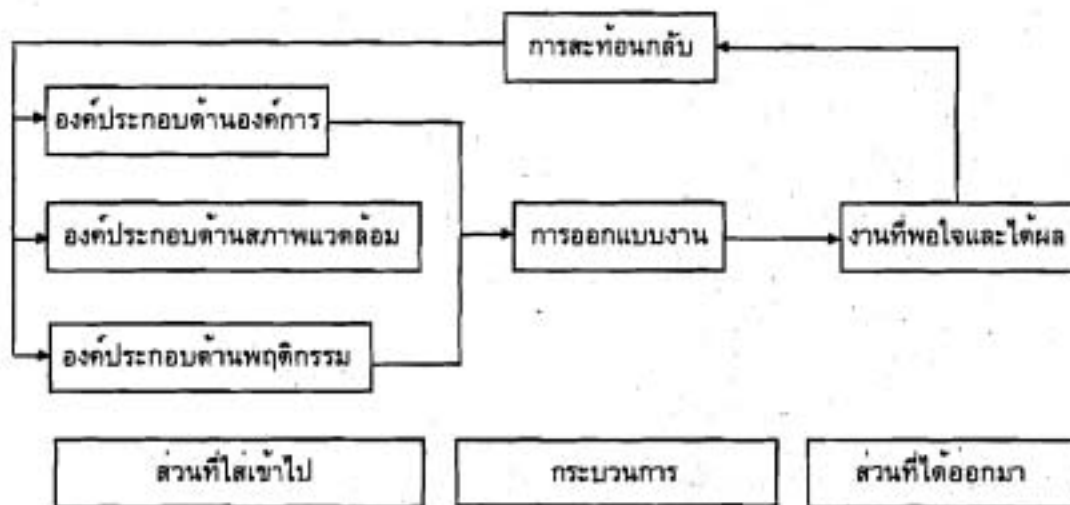 การสะท้อนกลับ
องค์ประกอบด้านองค์การ
องค์ประกอบด้านสภาพแวดล้อม
การออกแบบงาน
งานที่พอใจและได้ผล
องค์ประกอบด้านพฤติกรรม
ส่วนที่ใส่เข้าไป
กระบวนการ
ส่วนที่ได้ออกมา